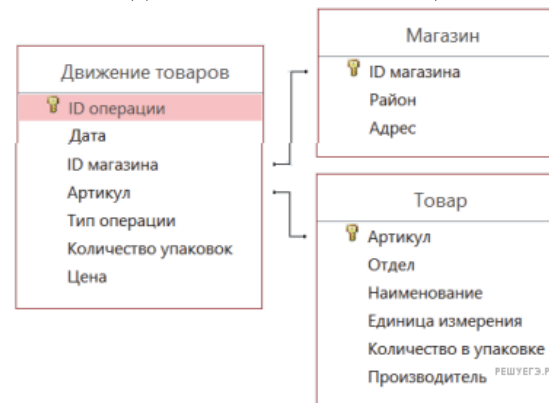 Движение товаров
ID операции
Дата
ID магазина
Артикул
Тип операции
Количество упаковок
Цена
Магазин
ID магазина
Район
Адрес
Товар
Артикул
Отдел
Наименование
Единица измерения
Количество в упаковке
Производитель